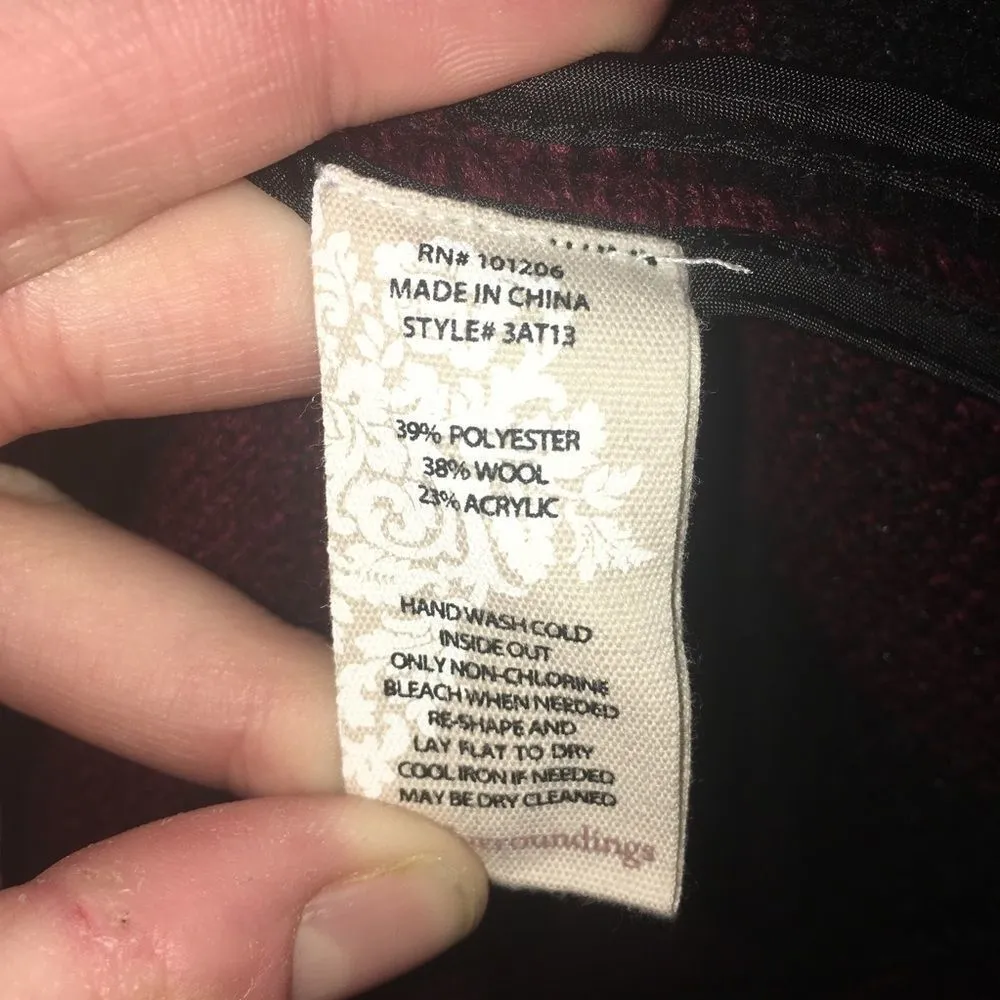 RN# 101206
MADE IN CHINA
STYLE# 3AT13
39% POLYESTER
38% WOOL
23% ACRYLIC
HAND WASH COLD
INSIDE OUT
ONLY NON-CHLORINE
BLEACH WHEN NEEDED
RE-SHAPE AND
LAY FLAT TO DRY
COOL IRON IF NEEDED
MAY BE DRY CLEANED